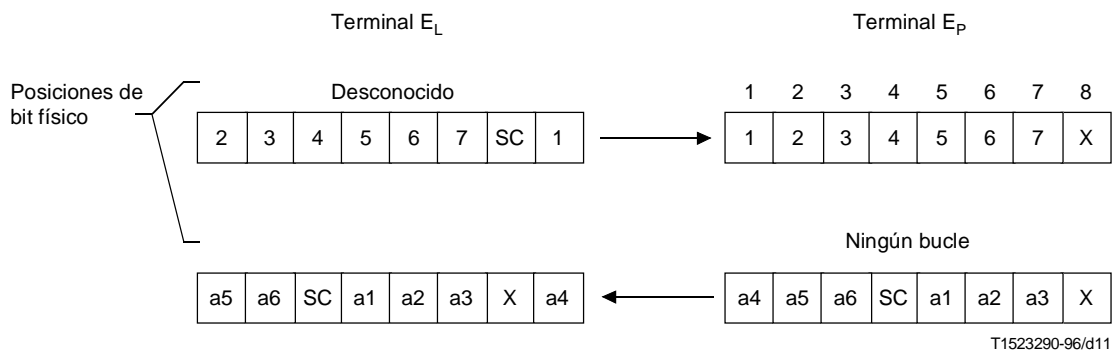 Terminal EL Terminal EP
Posiciones de
bit físico
Desconocido 1 2 3 4 5 6 7 8
2 3 4 5 6 7 SC 1 1 2 3 4 5 6 7 X
Ningún bucle
a5 a6 SC a1 a2 a3 X a4 a4 a5 a6 SC a1 a2 a3 X
T1523290-96/d11